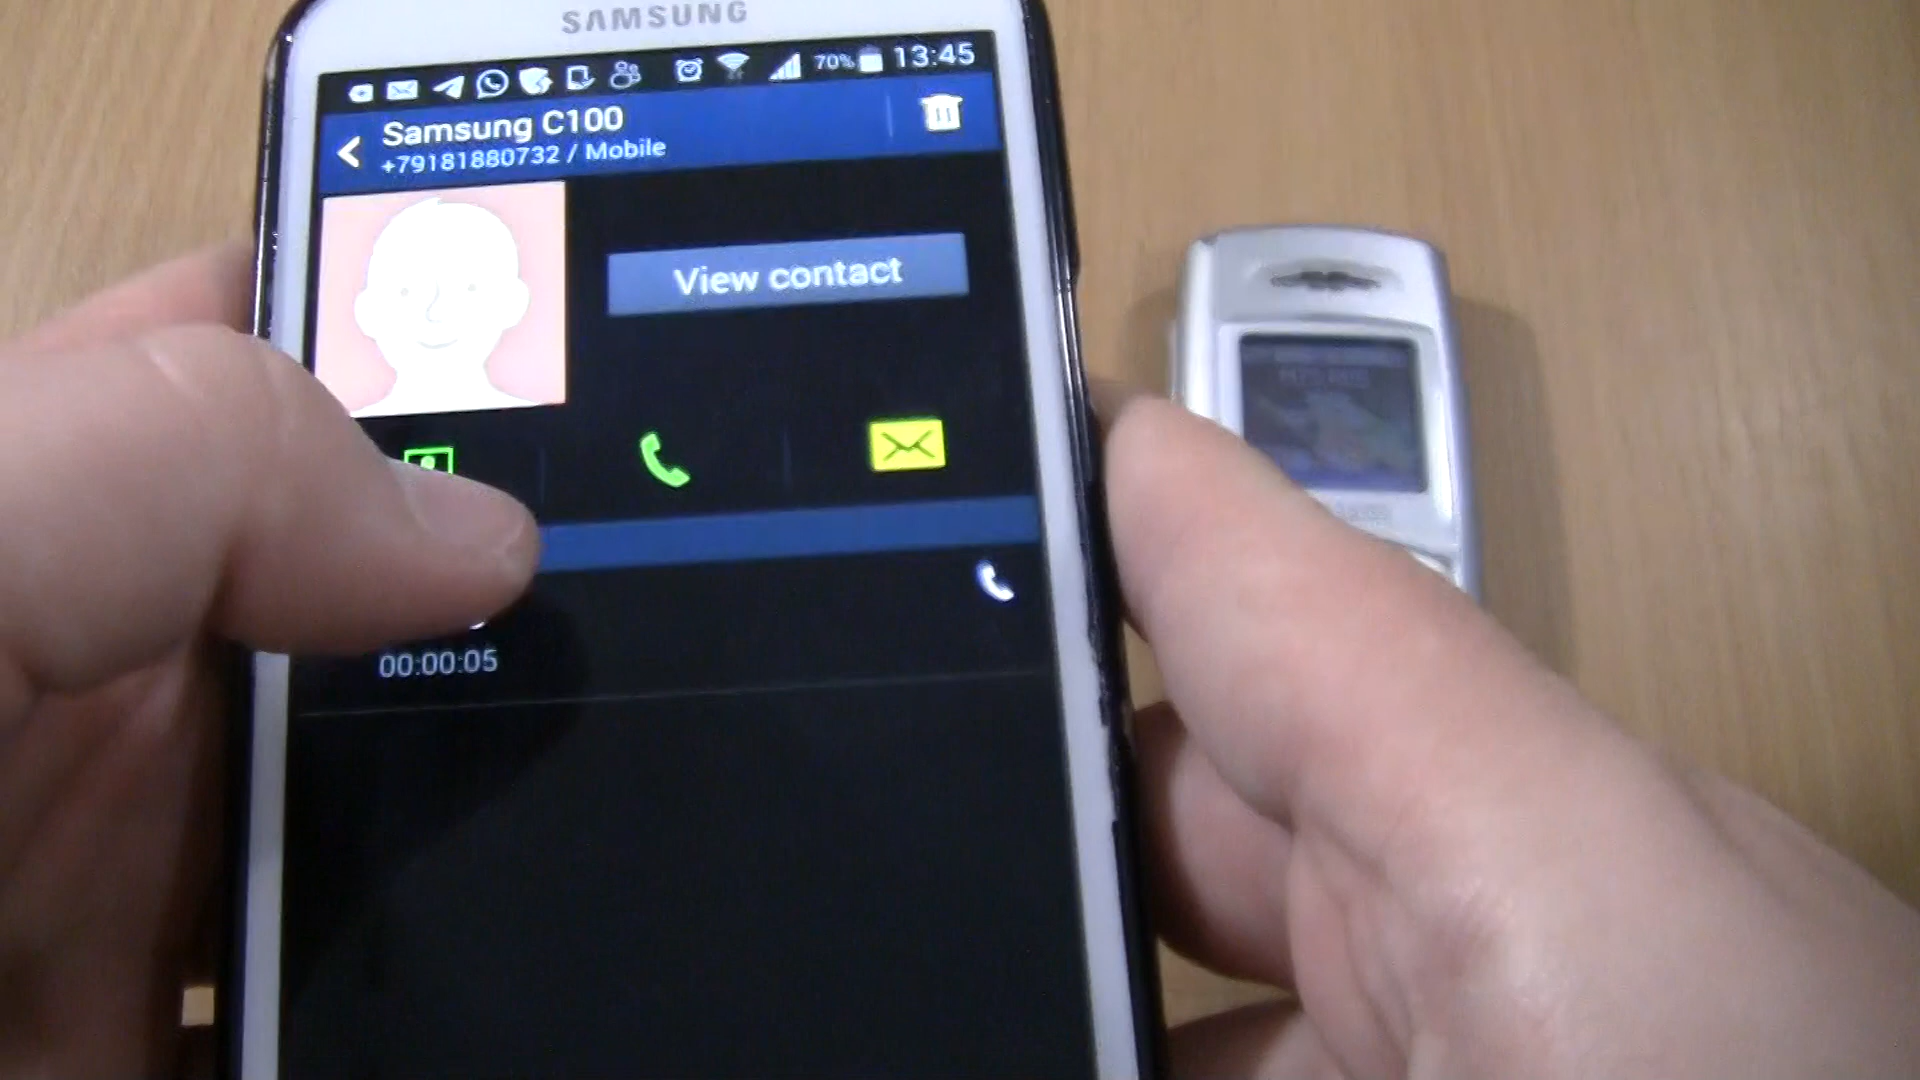 SAMSUNG
70% 13:45
Samsung C100
+79181880732 / Mobile
View contact
00:00:05